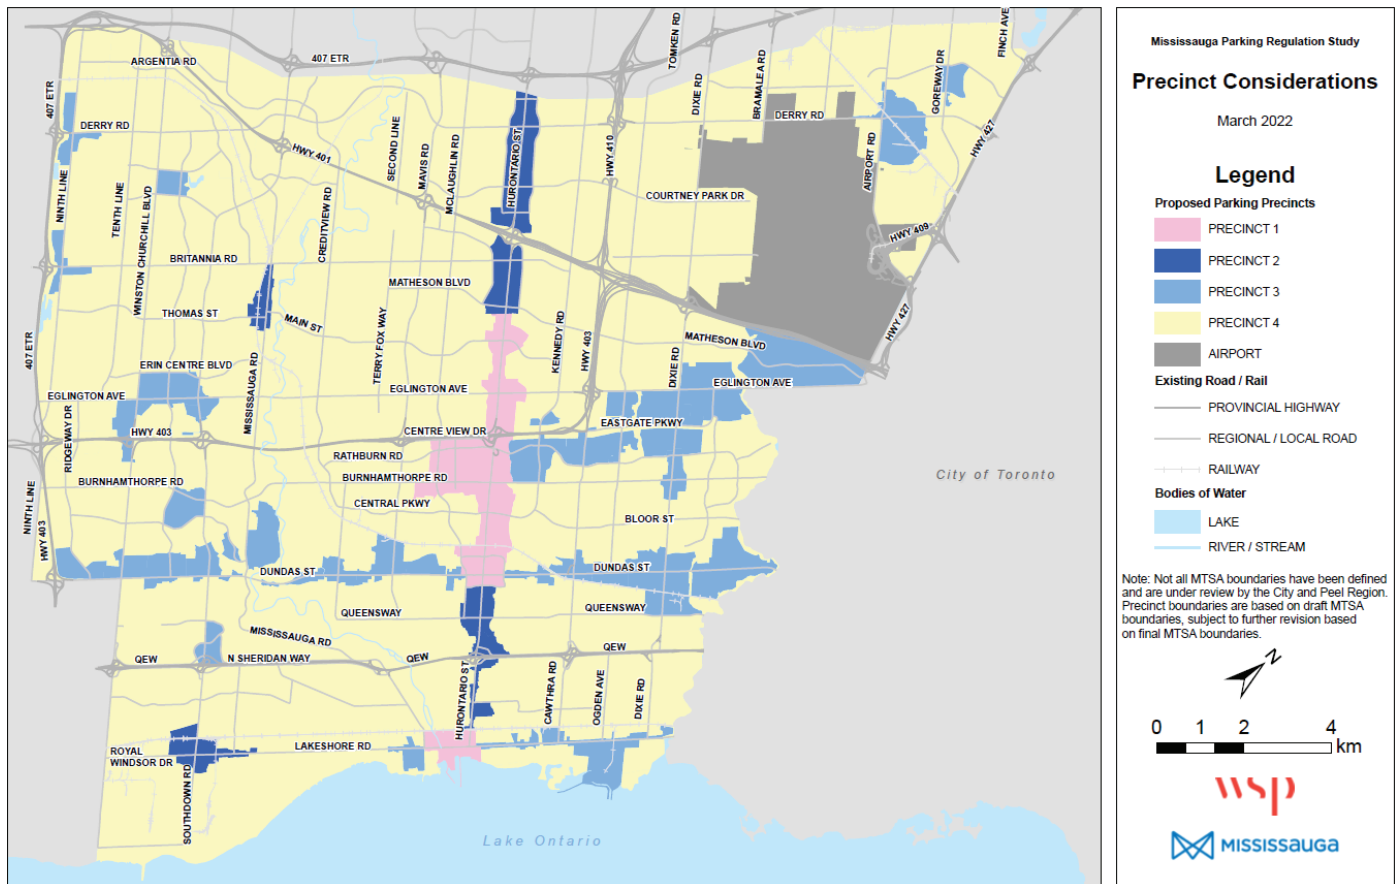 407 ETR
ARGENTIA RD
TOMKEN RD
FINCH AVE
407 ETR
DERRY RD
HWY 401
SECOND LINE
MAVIS RD
MCLAUGHLIN RD
HURONTARIO ST
HWY 410
DIXIE RD
BRAMALEA RD
DERRY RD
GOREWAY DR
HWY 427
AIRPORT RD
COURTNEY PARK DR
NINTH LINE
TENTH LINE
WINSTON CHURCHILL BLVD
CREDITVIEW RD
HWY 409
BRITANNIA RD
MATHESON BLVD
THOMAS ST
MAIN ST
TERRY FOX WAY
KENNEDY RD
HWY 403
MATHESON BLVD
HWY 427
407 ETR
ERIN CENTRE BLVD
MISSISSAUGA RD
DIXIE RD
EGLINGTON AVE
EGLINGTON AVE
EGLINGTON AVE
RIDGEWAY DR
HWY 403
CENTRE VIEW DR
EASTGATE PKWY
RATHBURN RD
BURNHAMTHORPE RD
BURNHAMTHORPE RD
CENTRAL PKWY
City of Toronto
NINTH LINE
HWY 403
BLOOR ST
DUNDAS ST
DUNDAS ST
QUEENSWAY
QUEENSWAY
MISSISSAUGA RD
QEW
N SHERIDAN WAY
QEW
QEW
HURONTARIO ST
CAWTHRA RD
OGDEN AVE
DIXIE RD
ROYAL
WINDSOR DR
LAKESHORE RD
SOUTHDOWN RD
Lake Ontario
Mississauga Parking Regulation Study
Precinct Considerations
March 2022
Legend
Proposed Parking Precincts
PRECINCT 1
PRECINCT 2
PRECINCT 3
PRECINCT 4
AIRPORT
Existing Road / Rail
PROVINCIAL HIGHWAY
REGIONAL / LOCAL ROAD
RAILWAY
Bodies of Water
LAKE
RIVER / STREAM
Note: Not all MTSA boundaries have been defined
and are under review by the City and Peel Region.
Precinct boundaries are based on draft MTSA
boundaries, subject to further revision based
on final MTSA boundaries.
N
0 1 2 4
km
wsp
MISSISSAUGA